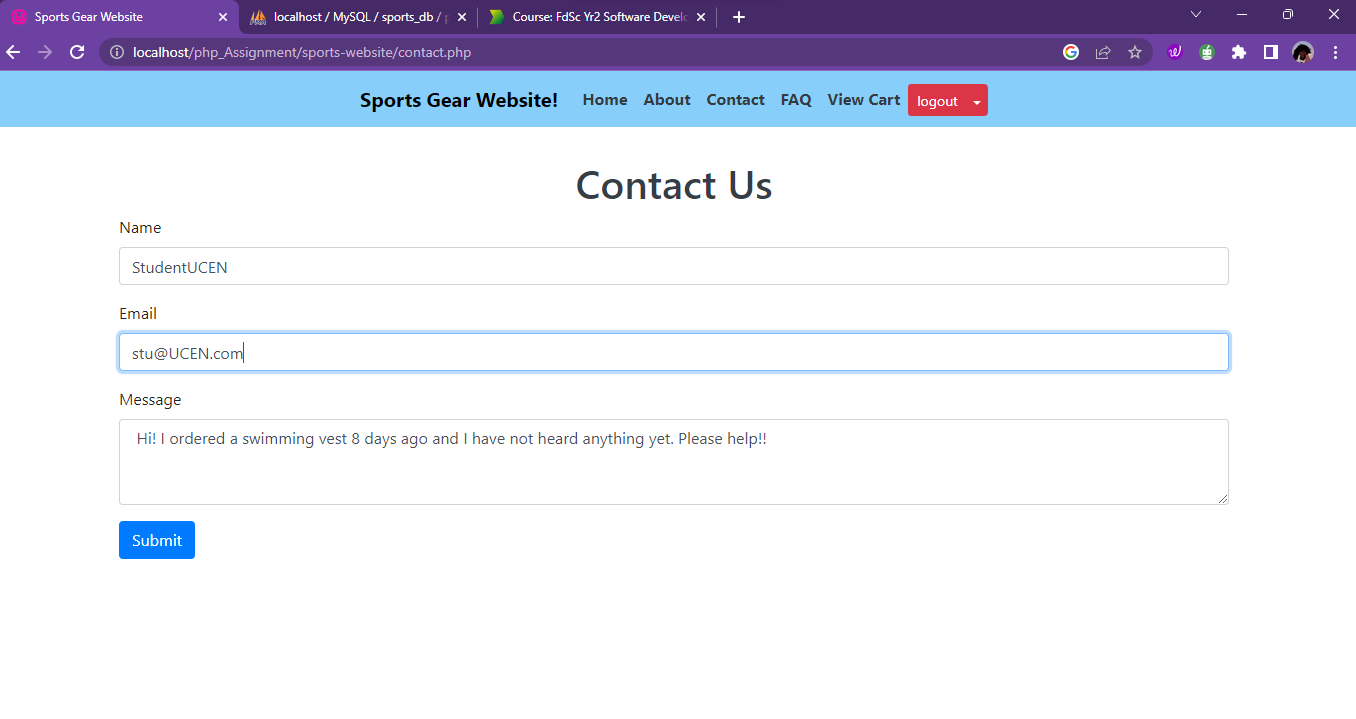 Sports Gear Website
localhost / MySQL / sports_db /
Course: FdSc Yr2 Software Develo
localhost/php_Assignment/sports-website/contact.php
Sports Gear Website! Home About Contact FAQ View Cart logout
Contact Us
Name
StudentUCEN
Email
stu@UCEN.com
Message
Hi! I ordered a swimming vest 8 days ago and I have not heard anything yet. Please help!!
Submit